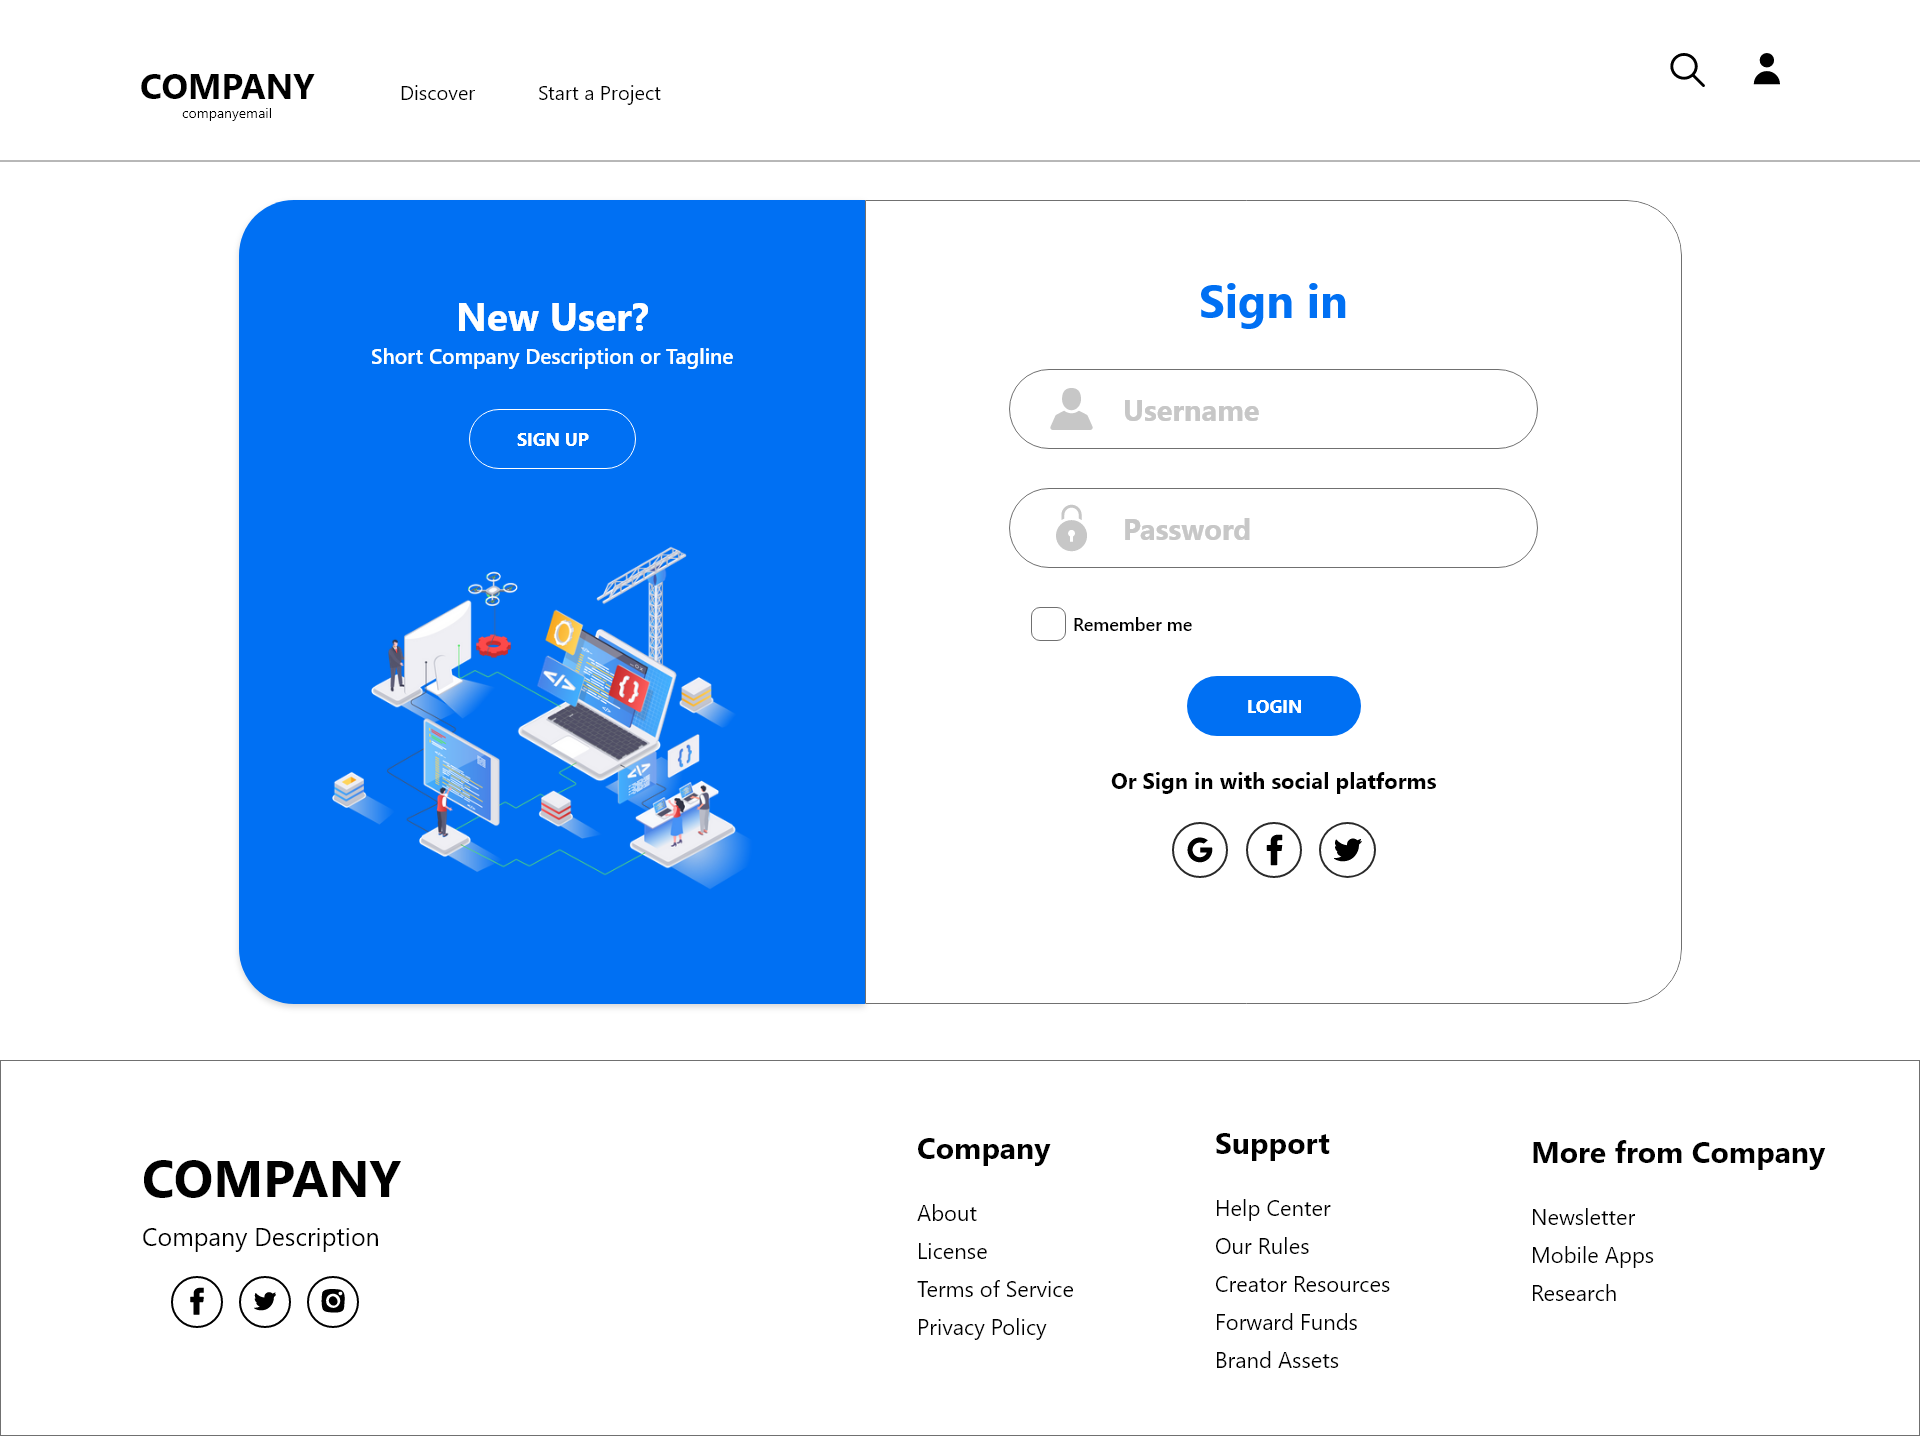 COMPANY
companyemail
Discover
Start a Project
New User?
Short Company Description or Tagline
SIGN UP
Sign in
Username
Password
Remember me
LOGIN
Or Sign in with social platforms
COMPANY
Company Description
Company
About
License
Terms of Service
Privacy Policy
Support
Help Center
Our Rules
Creator Resources
Forward Funds
Brand Assets
More from Company
Newsletter
Mobile Apps
Research